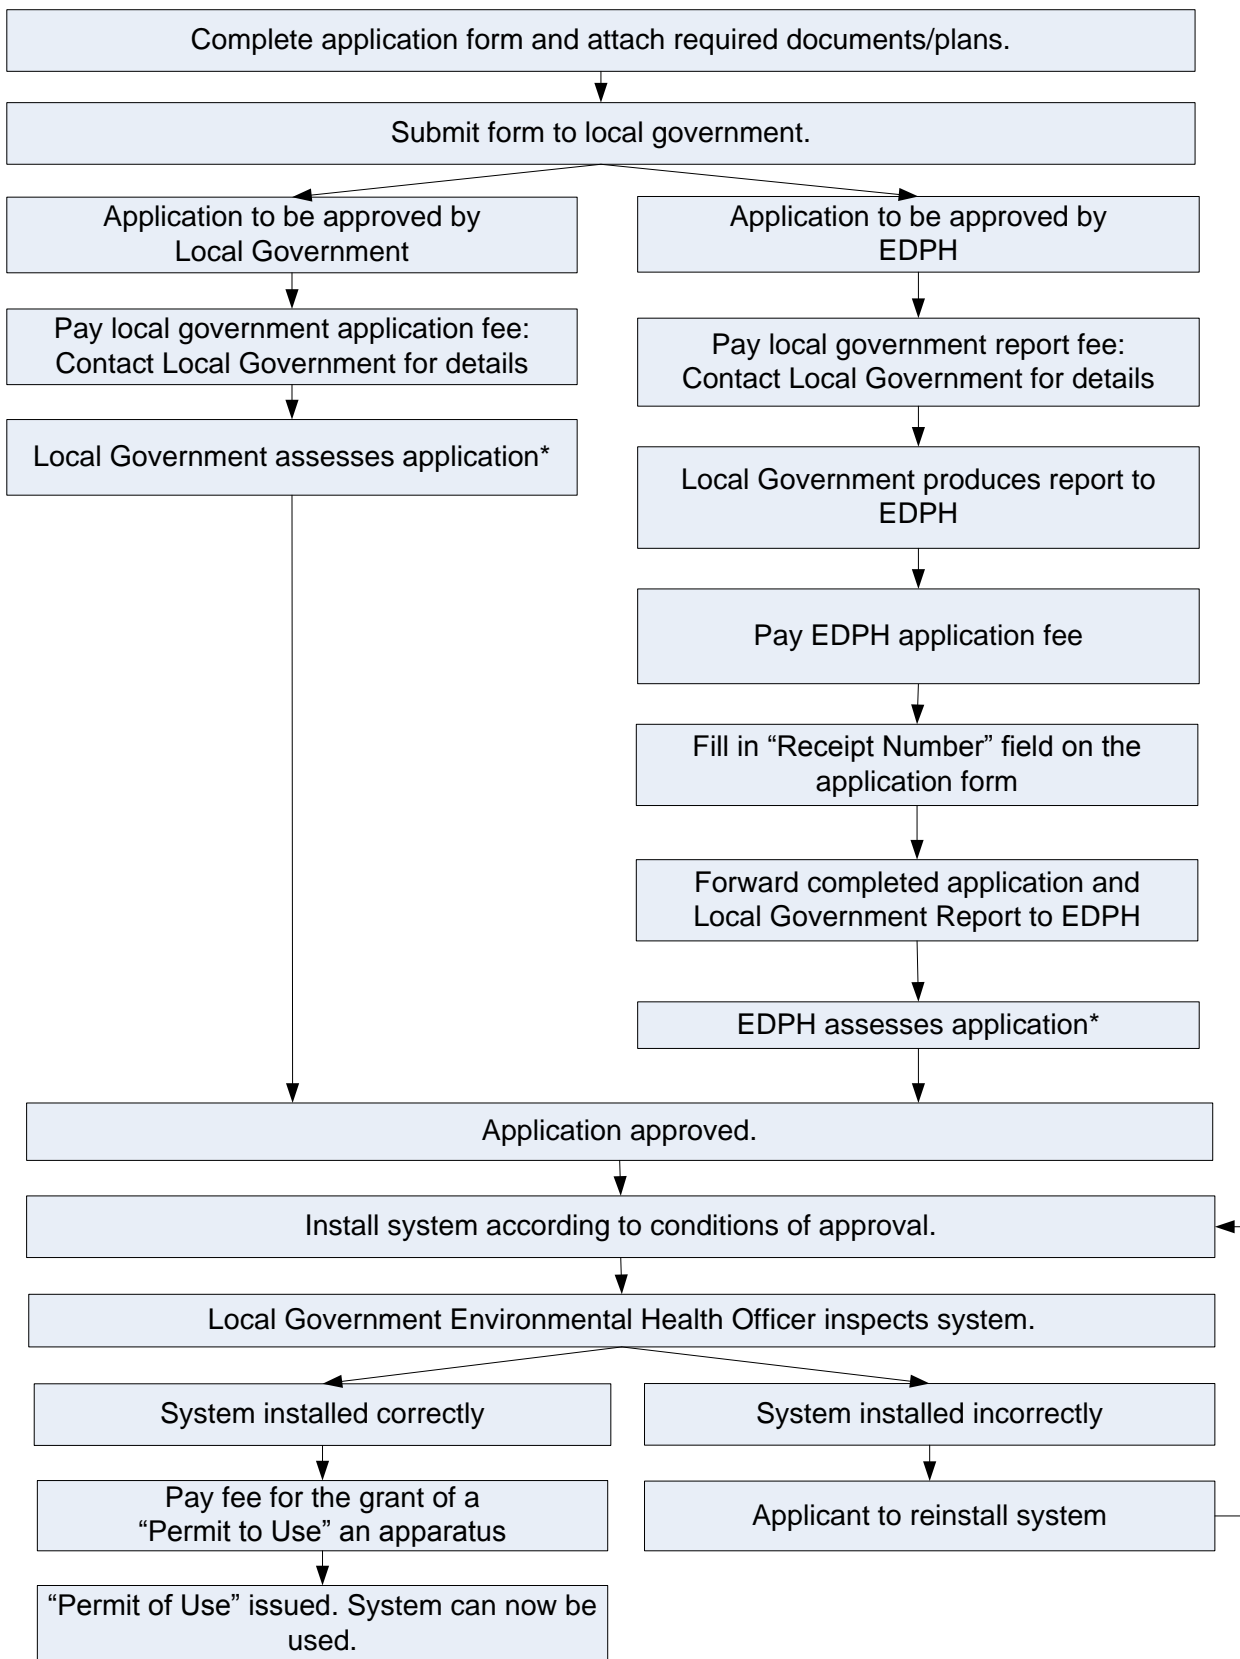 Complete application form and attach required documents/plans.
Submit form to local government.
Application to be approved by
Local Government
Pay local government application fee:
Contact Local Government for details
Local Government assesses application*
Application to be approved by
EDPH
Pay local government report fee:
Contact Local Government for details
Local Government produces report to
EDPH
Pay EDPH application fee
Fill in “Receipt Number” field on the
application form
Forward completed application and
Local Government Report to EDPH
EDPH assesses application*
Application approved.
Install system according to conditions of approval.
Local Government Environmental Health Officer inspects system.
System installed correctly
Pay fee for the grant of a
“Permit to Use” an apparatus
“Permit of Use” issued. System can now be
used.
System installed incorrectly
Applicant to reinstall system